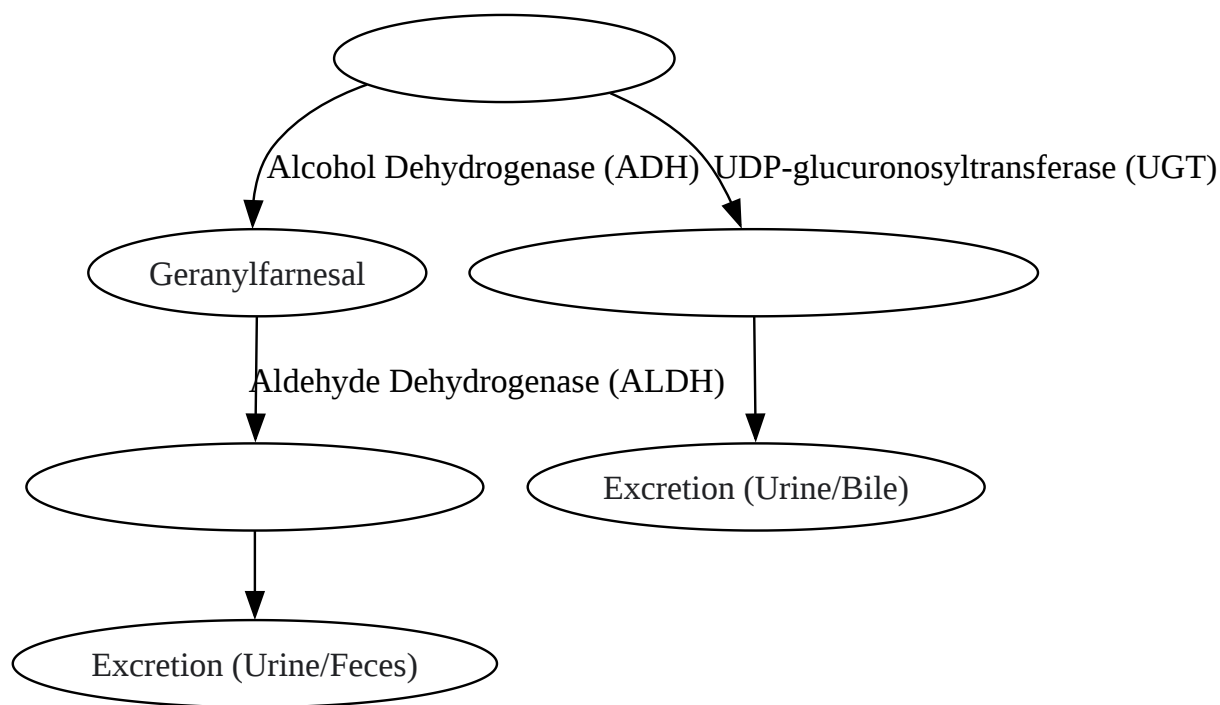 Alcohol Dehydrogenase (ADH)
UDP-glucuronosyltransferase (UGT)
Geranylfarnesal
Aldehyde Dehydrogenase (ALDH)
Excretion (Urine/Bile)
Excretion (Urine/Feces)